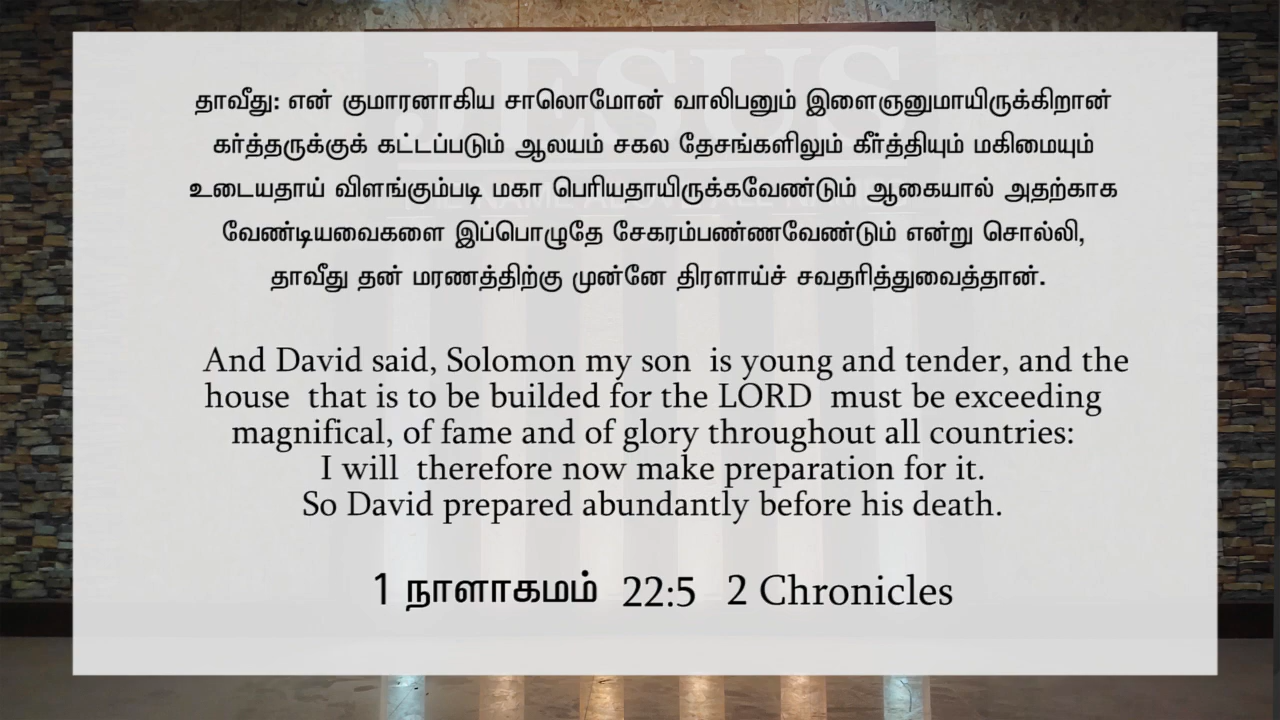 JESUS
தாவீது: என் குமாரனாகிய சாலொமோன் வாலிபனும் இளைஞனுமாயிருக்கிறான்
கர்த்தருக்குக் கட்டப்படும் ஆலயம் சகல தேசங்களிலும் கீர்த்தியும் மகிமையும்
உடையதாய் விளங்கும்படி மகா பெரியதாயிருக்கவேண்டும் ஆகையால் அதற்காக
வேண்டியவைகளை இப்பொழுதே சேகரம்பண்ணவேண்டும் என்று சொல்லி,
தாவீது தன் மரணத்திற்கு முன்னே திரளாய்ச் சவதரித்துவைத்தான்.
And David said, Solomon my son is young and tender, and the
house that is to be builded for the LORD must be exceeding
magnifical, of fame and of glory throughout all countries:
I will therefore now make preparation for it.
So David prepared abundantly before his death.
1 நாளாகமம் 22:5 2 Chronicles